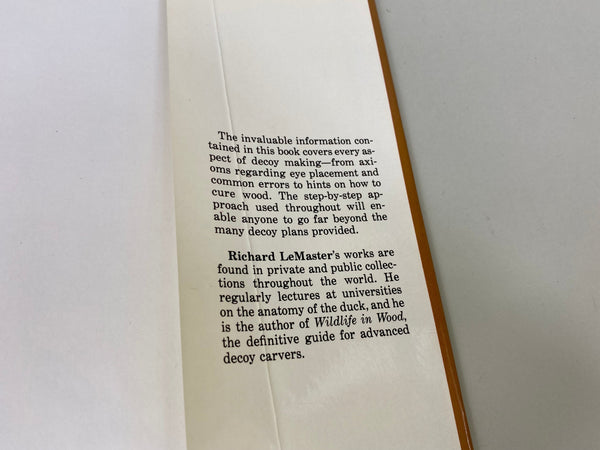 The invaluable information con-
tained in this book covers every as-
pect of decoy making—from axi-
oms regarding eye placement and
common errors to hints on how to
cure wood. The step-by-step ap-
proach used throughout will en-
able anyone to go far beyond the
many decoy plans provided.
Richard LeMaster's works are
found in private and public collec-
tions throughout the world. He
regularly lectures at universities
on the anatomy of the duck, and he
is the author of Wildlife in Wood,
the definitive guide for advanced
decoy carvers.